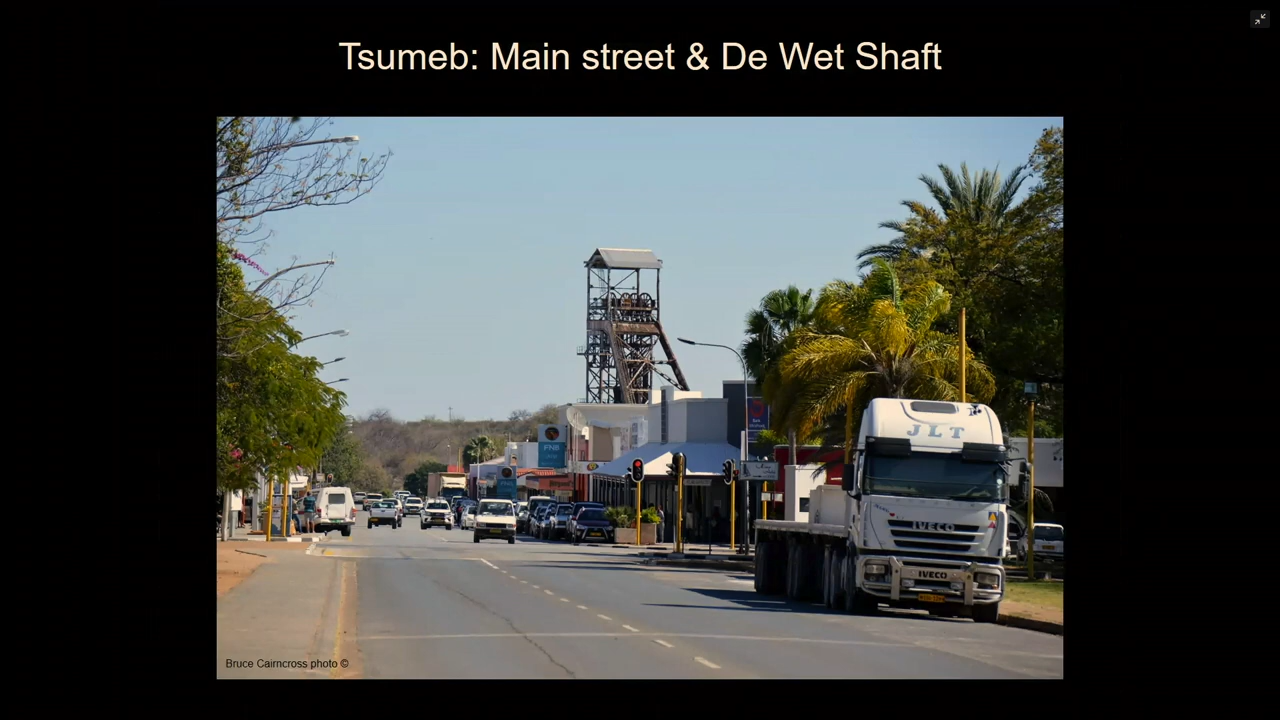 Tsumeb: Main street & De Wet Shaft
FNB
JLT
IVECO
IVECO
Bruce Cairncross photo ©